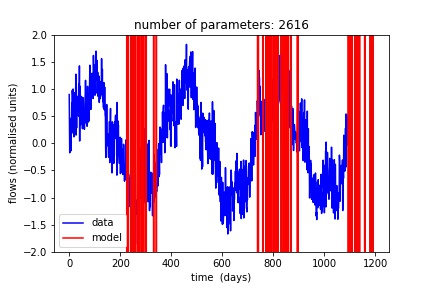 number of parameters: 2616
flows (normalised units)
2.0
1.5
1.0
0.5
0.0
−0.5
−1.0
−1.5
−2.0
data
model
0 200 400 600 800 1000 1200
time (days)